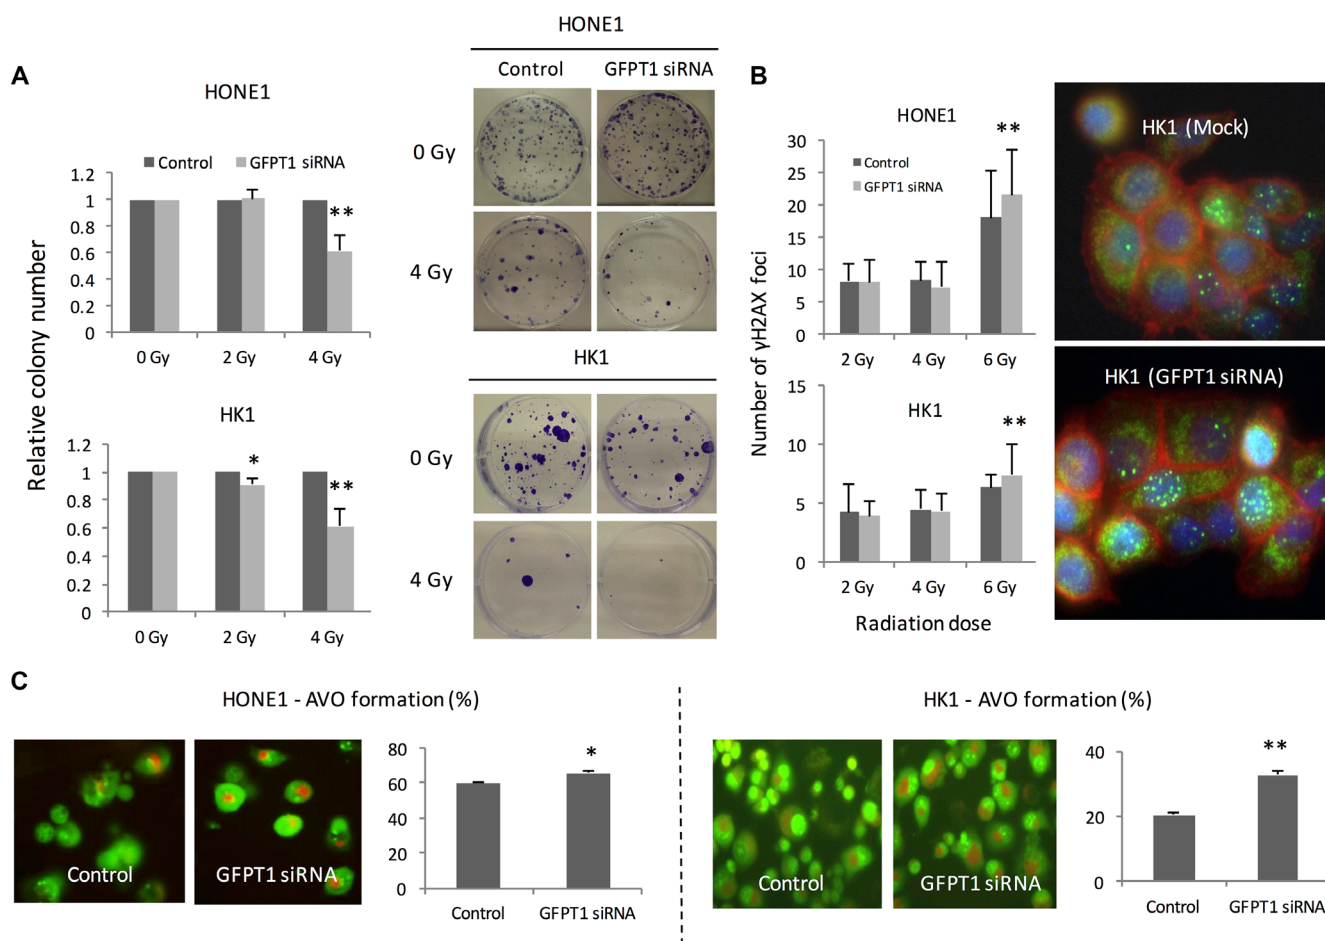 A
HONE1
Control GFPT1 siRNA
Relative colony number
1.2
1
0.8
0.6
0.4
0.2
0
**
0 Gy 2 Gy 4 Gy
HK1
1.2
1
0.8
0.6
0.4
0.2
0
*
**
0 Gy 2 Gy 4 Gy
HONE1
Control GFPT1 siRNA
0 Gy
4 Gy
HK1
0 Gy
4 Gy
B
HONE1
**
Control
GFPT1 siRNA
Number of γH2AX foci
30
25
20
15
10
5
0
2 Gy 4 Gy 6 Gy
HK1
**
15
10
5
0
2 Gy 4 Gy 6 Gy
Radiation dose
HK1 (Mock)
HK1 (GFPT1 siRNA)
C
HONE1 - AVO formation (%)
Control
GFPT1 siRNA
80
60
40
20
0
*
Control GFPT1 siRNA
HK1 - AVO formation (%)
Control
GFPT1 siRNA
40
20
0
**
Control GFPT1 siRNA